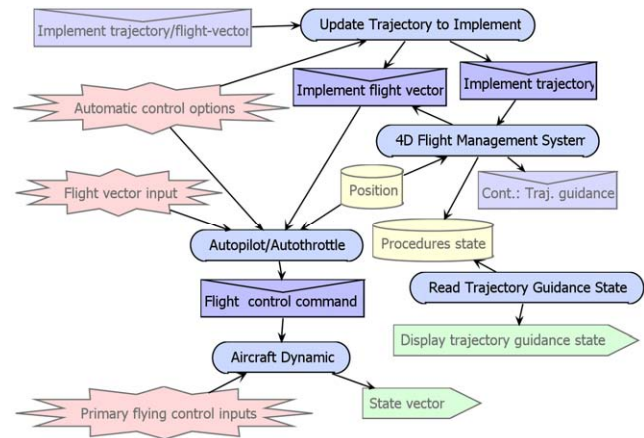 Update Trajectory to Implement
Implement trajectory/flight-vector
Implement flight vector
Implement trajectory
Automatic control options
4D Flight Management System
Position
Cont.: Traj. guidance
Flight vector input
Autopilot/Autothrottle
Procedures state
Flight control command
Read Trajectory Guidance State
Display trajectory guidance state
Aircraft Dynamic
State vector
Primary flying control inputs